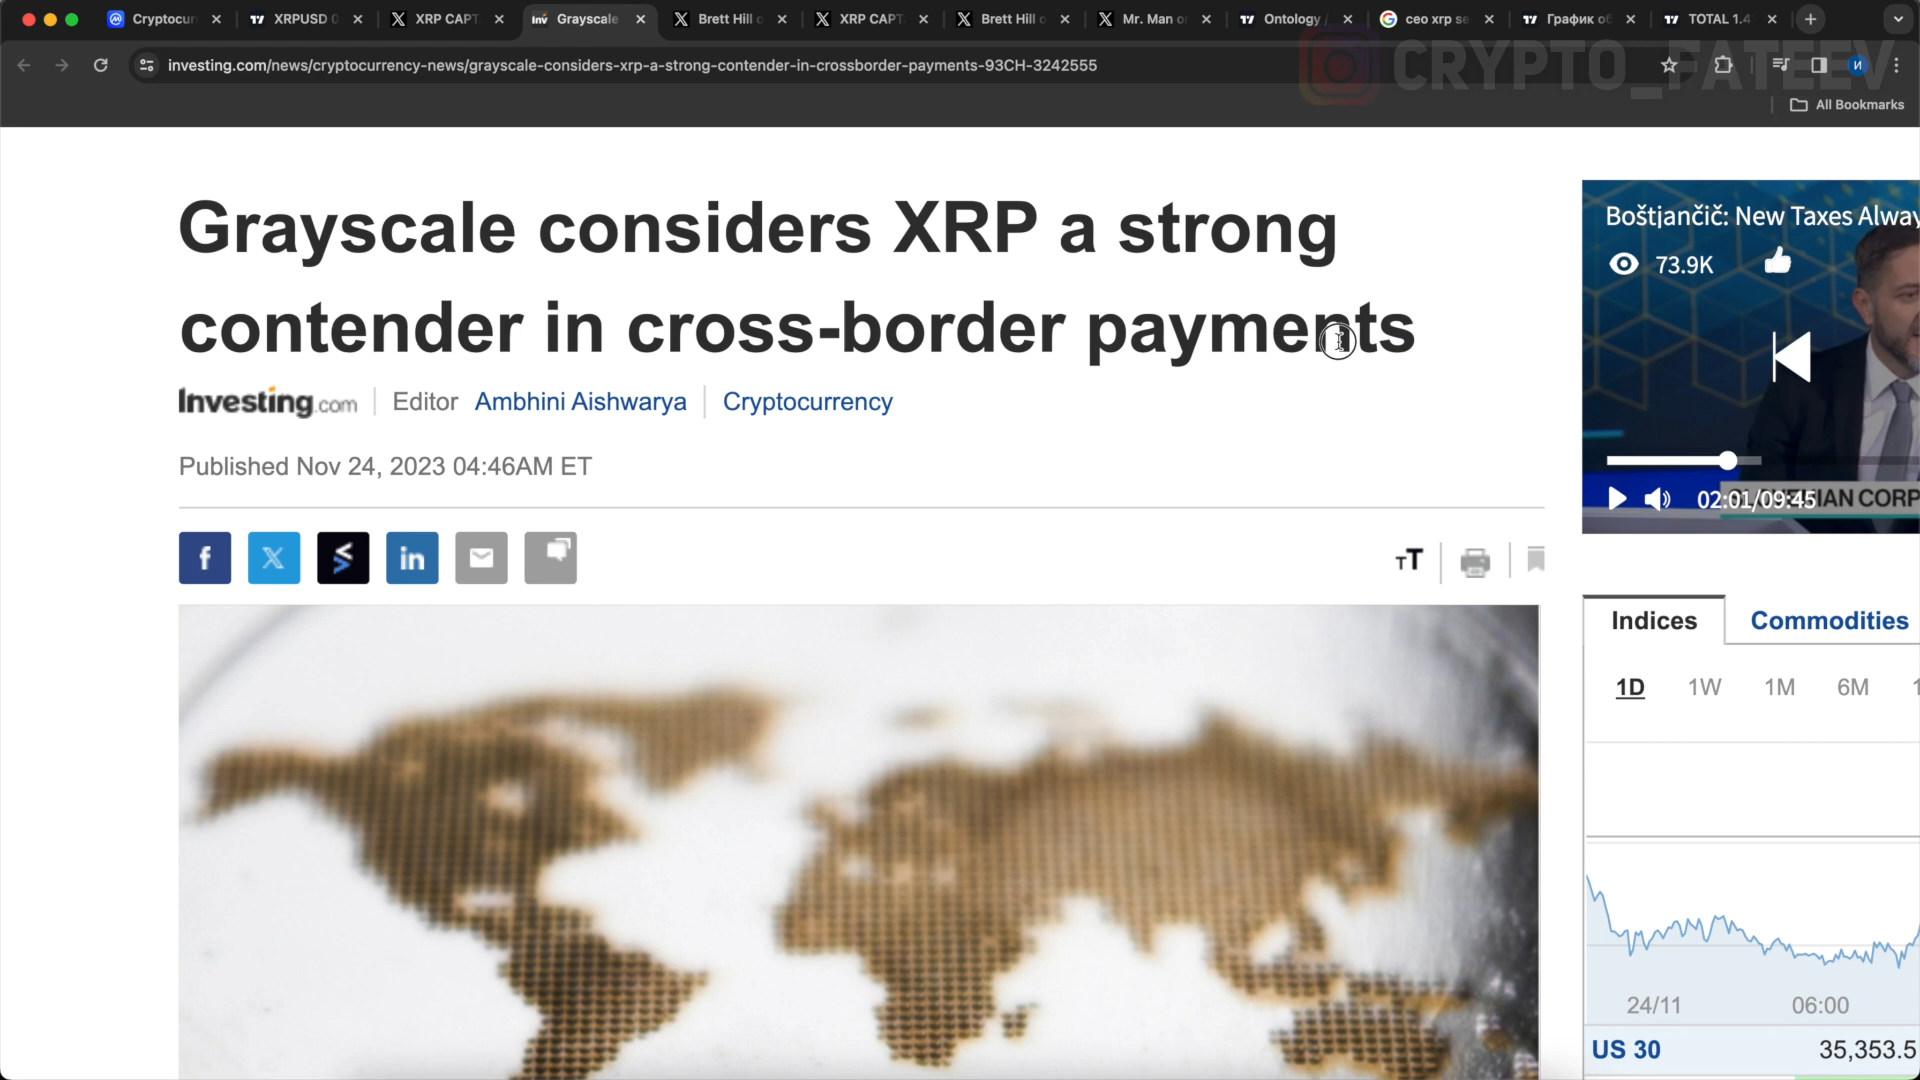 Cryptocur
XRPUSD
XRP CAPT
Grayscale
Brett Hill o
XRP CAPT
Brett Hill o
Mr. Man o
Ontology /
ceo xrp se
График об
TOTAL 1.4
investing.com/news/cryptocurrency-news/grayscale-considers-xrp-a-strong-contender-in-crossborder-payments-93CH-3242555
CRYPTO_FATEEV
И
All Bookmarks
Grayscale considers XRP a strong
contender in cross-border payments
Investing.com
Editor Ambhini Aishwarya
Cryptocurrency
Published Nov 24, 2023 04:46AM ET
Boštjančič: New Taxes Alway
73.9K
02:01/09:45
IAN CORP
Indices
Commodities
1D
1W
1M
6M
1
24/11
06:00
US 30
35,353.5